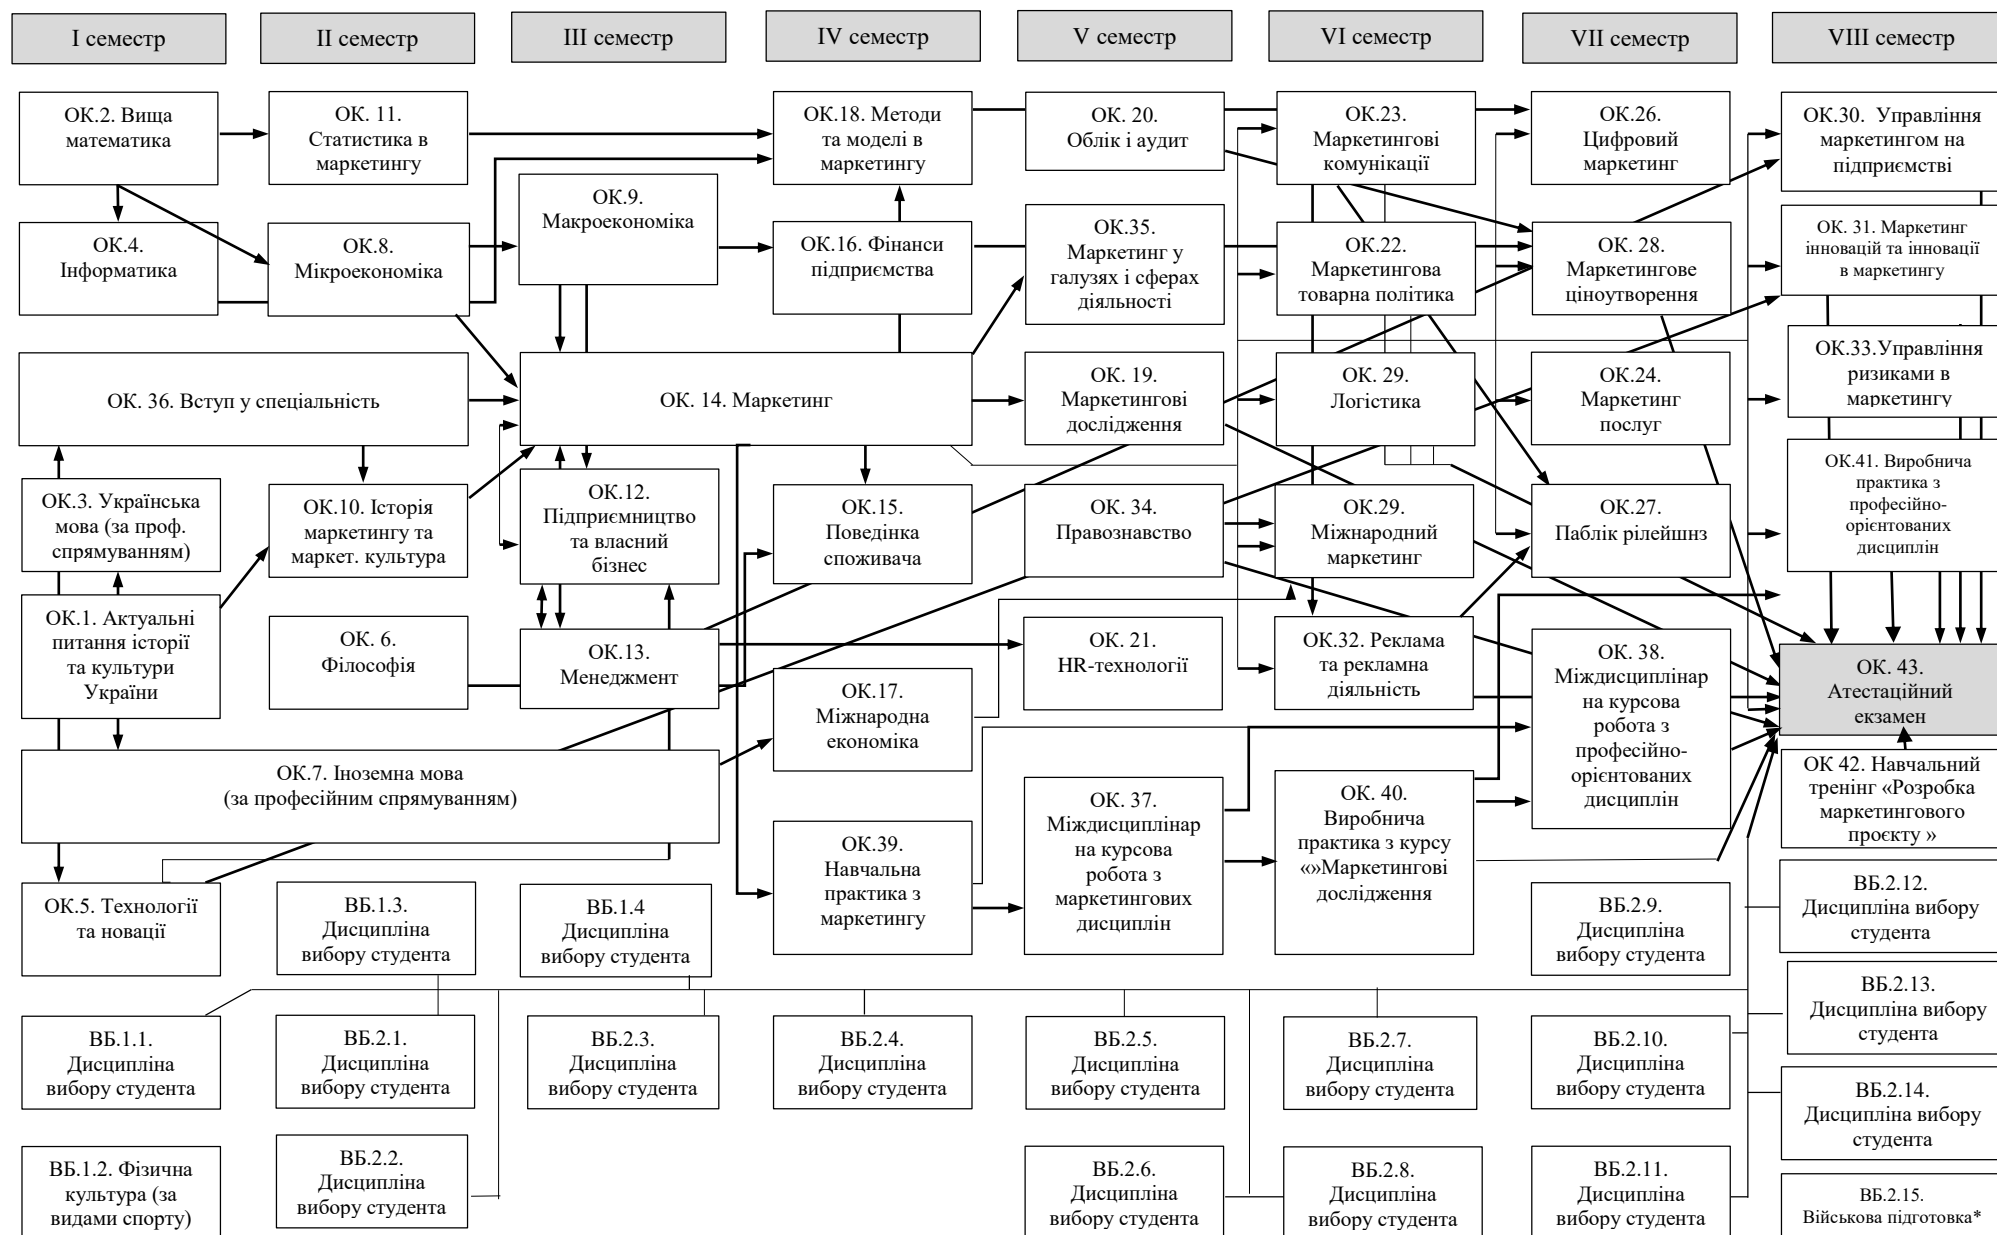 I семестр
II семестр
III семестр
IV семестр
V семестр
VI семестр
VII семестр
VIII семестр
ОК.2. Вища
математика
ОК. 11.
Статистика в
маркетингу
ОК.18. Методи
та моделі в
маркетингу
ОК. 20.
Облік і аудит
ОК.23.
Маркетингові
комунікації
ОК.26.
Цифровий
маркетинг
ОК.30. Управління
маркетингом на
підприємстві
ОК.4.
Інформатика
ОК.8.
Мікроекономіка
ОК.9.
Макроекономіка
ОК.16. Фінанси
підприємства
ОК.35.
Маркетинг у
галузях і сферах
діяльності
ОК.22.
Маркетингова
товарна політика
ОК. 28.
Маркетингове
ціноутворення
ОК. 31. Маркетинг
інновацій та інновації
в маркетингу
ОК. 36. Вступ у спеціальність
ОК. 14. Маркетинг
ОК. 19.
Маркетингові
дослідження
ОК. 29.
Логістика
ОК.24.
Маркетинг
послуг
ОК.33.Управління
ризиками в
маркетингу
ОК.3. Українська
мова (за проф.
спрямуванням)
ОК.10. Історія
маркетингу та
маркет. культура
ОК.12.
Підприємництво
та власний
бізнес
ОК.15.
Поведінка
споживача
ОК. 34.
Правознавство
ОК.29.
Міжнародний
маркетинг
ОК.27.
Паблік рілейшнз
ОК.41. Виробнича
практика з
професійно-
орієнтованих
дисциплін
ОК.1. Актуальні
питання історії
та культури
України
ОК. 6.
Філософія
ОК.13.
Менеджмент
ОК.17.
Міжнародна
економіка
ОК. 21.
HR-технології
ОК.32. Реклама
та рекламна
діяльність
ОК. 38.
Міждисциплінар
на курсова
робота з
професійно-
орієнтованих
дисциплін
ОК. 43.
Атестаційний
екзамен
ОК.7. Іноземна мова
(за професійним спрямуванням)
ОК.39.
Навчальна
практика з
маркетингу
ОК. 37.
Міждисциплінар
на курсова
робота з
маркетингових
дисциплін
ОК. 40.
Виробнича
практика з курсу
«»Маркетингові
дослідження
ОК 42. Навчальний
тренінг «Розробка
маркетингового
проєкту »
ОК.5. Технології
та новації
ВБ.1.3.
Дисципліна
вибору студента
ВБ.1.4
Дисципліна
вибору студента
ВБ.2.9.
Дисципліна
вибору студента
ВБ.2.12.
Дисципліна вибору
студента
ВБ.1.1.
Дисципліна
вибору студента
ВБ.2.1.
Дисципліна
вибору студента
ВБ.2.3.
Дисципліна
вибору студента
ВБ.2.4.
Дисципліна
вибору студента
ВБ.2.5.
Дисципліна
вибору студента
ВБ.2.7.
Дисципліна
вибору студента
ВБ.2.10.
Дисципліна
вибору студента
ВБ.2.13.
Дисципліна вибору
студента
ВБ.1.2. Фізична
культура (за
видами спорту)
ВБ.2.2.
Дисципліна
вибору студента
ВБ.2.6.
Дисципліна
вибору студента
ВБ.2.8.
Дисципліна
вибору студента
ВБ.2.11.
Дисципліна
вибору студента
ВБ.2.14.
Дисципліна вибору
студента
ВБ.2.15.
Військова підготовка*